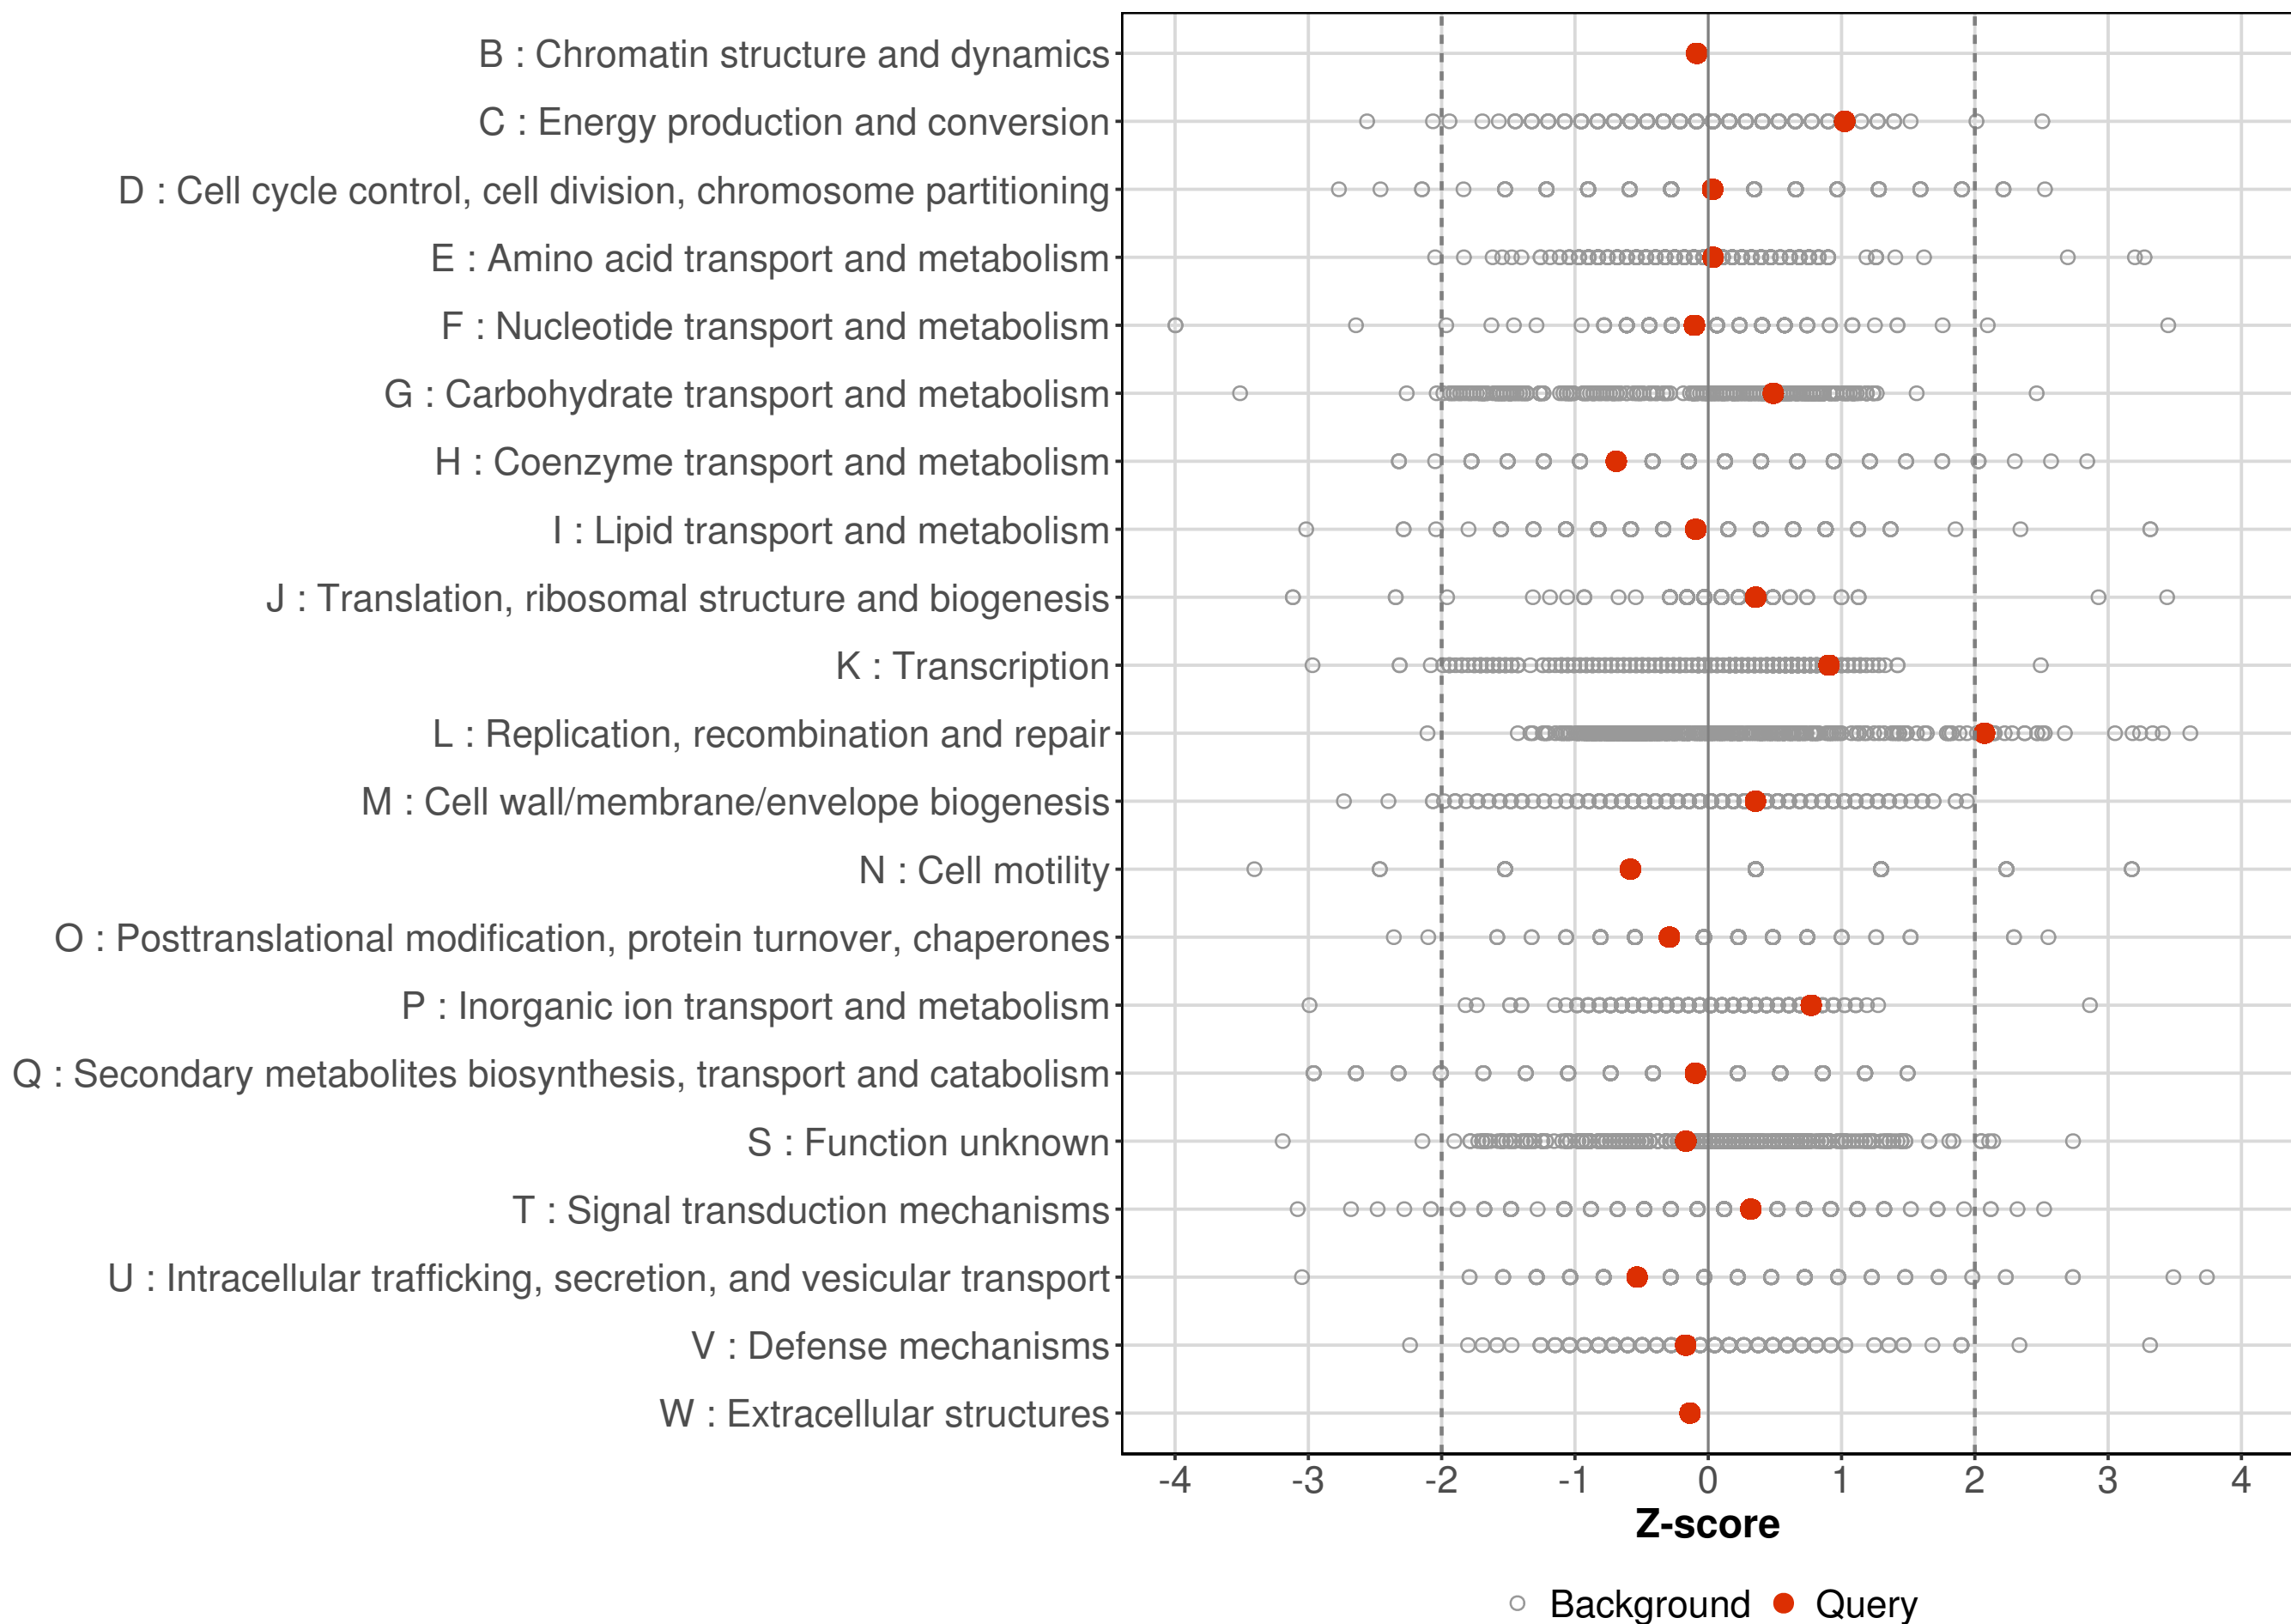 B : Chromatin structure and dynamics
C : Energy production and conversion
D : Cell cycle control, cell division, chromosome partitioning
E : Amino acid transport and metabolism
F : Nucleotide transport and metabolism
G : Carbohydrate transport and metabolism
H : Coenzyme transport and metabolism
I : Lipid transport and metabolism
J : Translation, ribosomal structure and biogenesis
K : Transcription
L : Replication, recombination and repair
M : Cell wall/membrane/envelope biogenesis
N : Cell motility
O : Posttranslational modification, protein turnover, chaperones
P : Inorganic ion transport and metabolism
Q : Secondary metabolites biosynthesis, transport and catabolism
S : Function unknown
T : Signal transduction mechanisms
U : Intracellular trafficking, secretion, and vesicular transport
V : Defense mechanisms
W : Extracellular structures
-4 -3 -2 -1 0 1 2 3 4
Z-score
Background Query